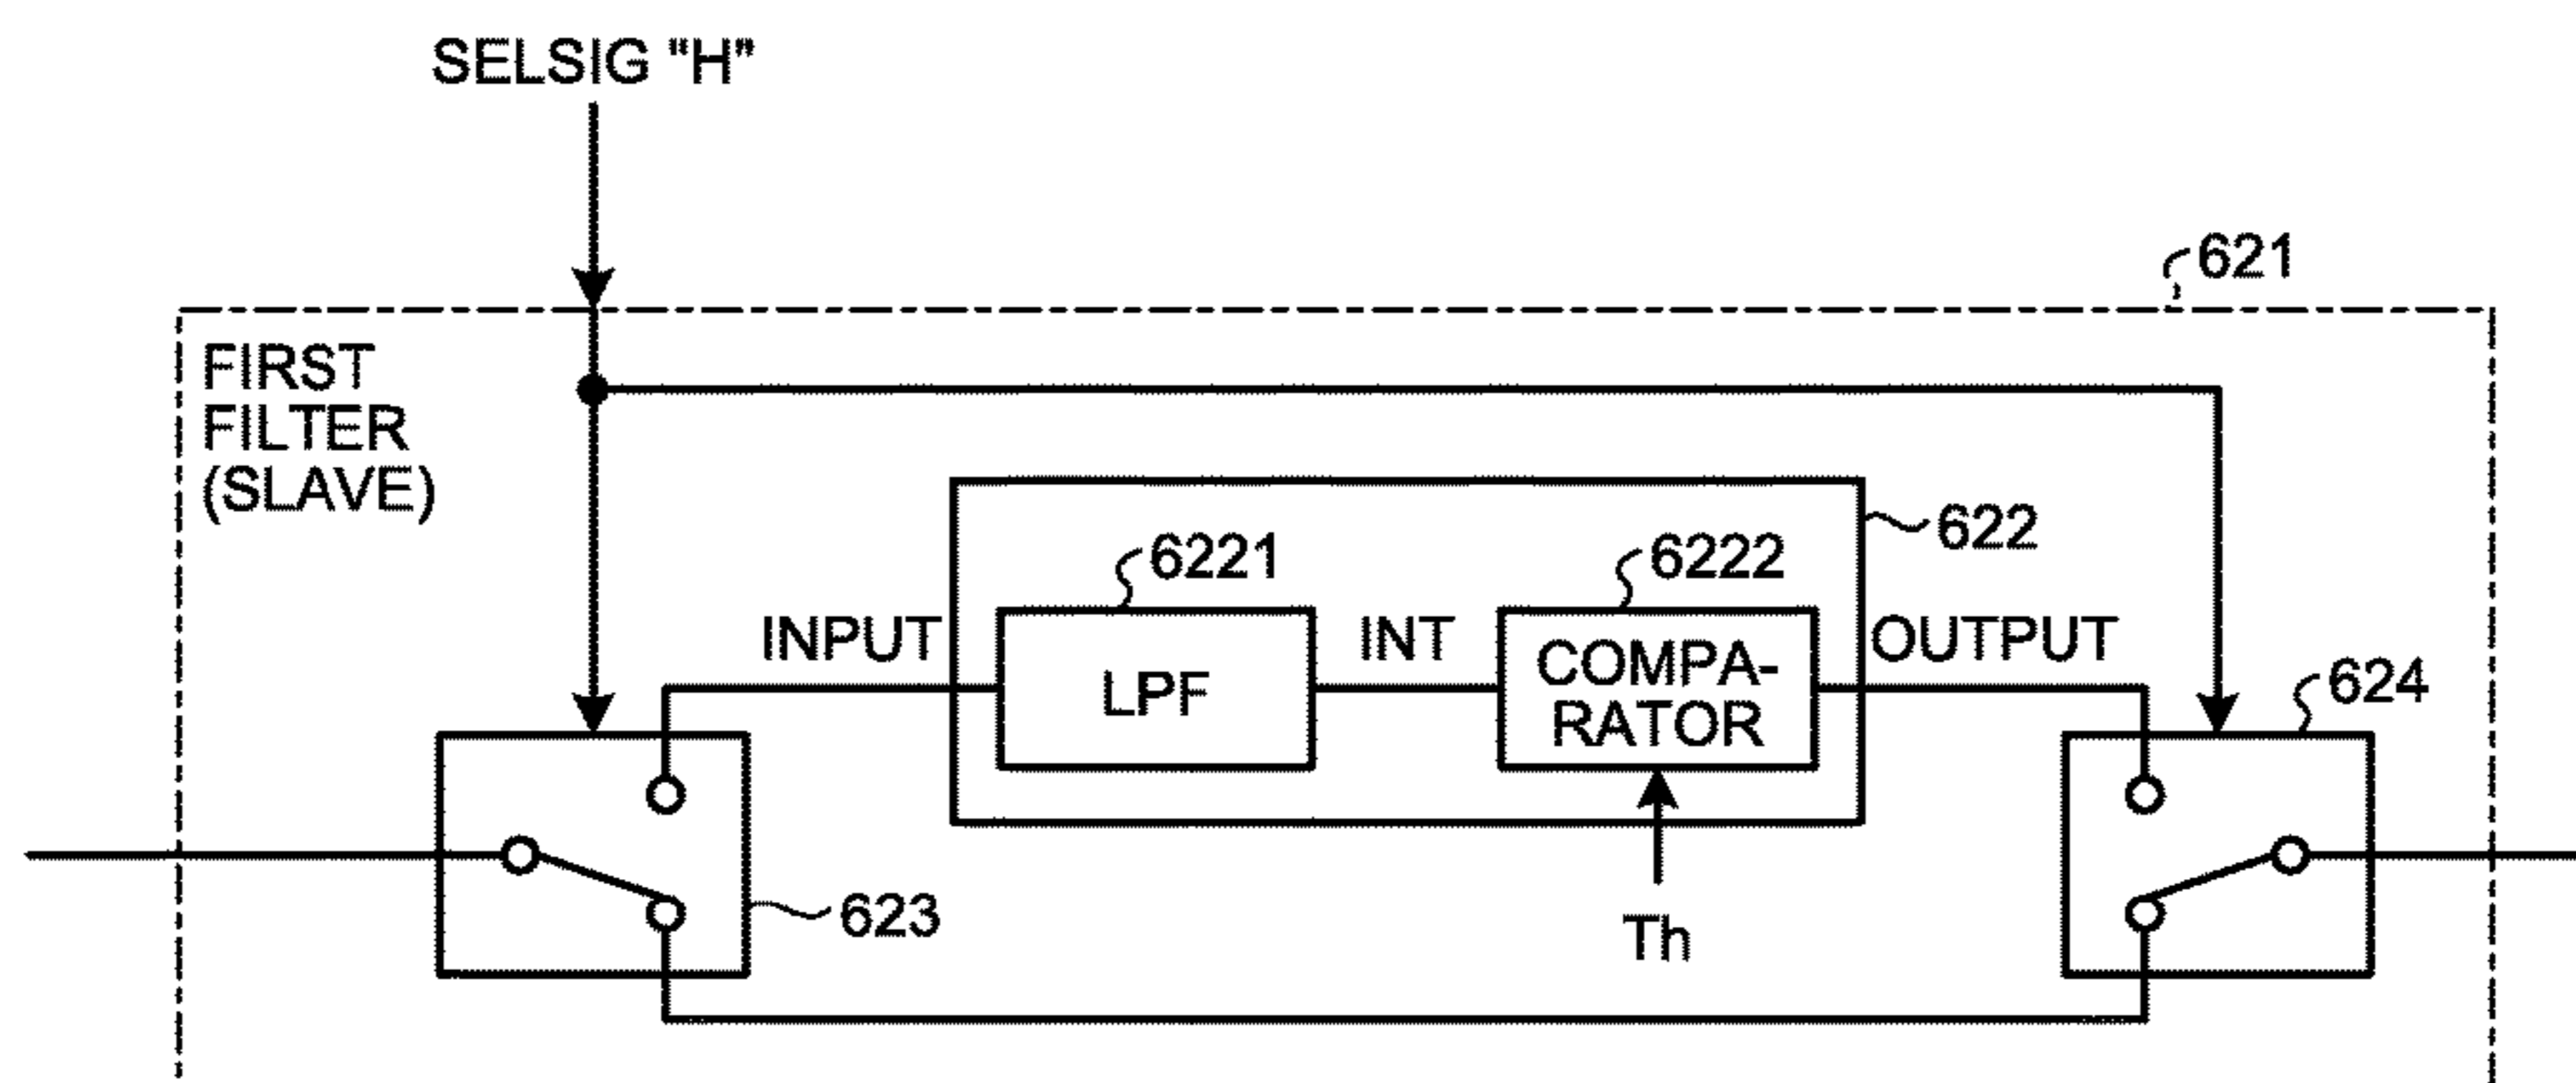 SELSIG "H"
621
FIRST
FILTER
(SLAVE)
622
6221
6222
INPUT
INT
OUTPUT
LPF
COMPA-
RATOR
624
623
Th